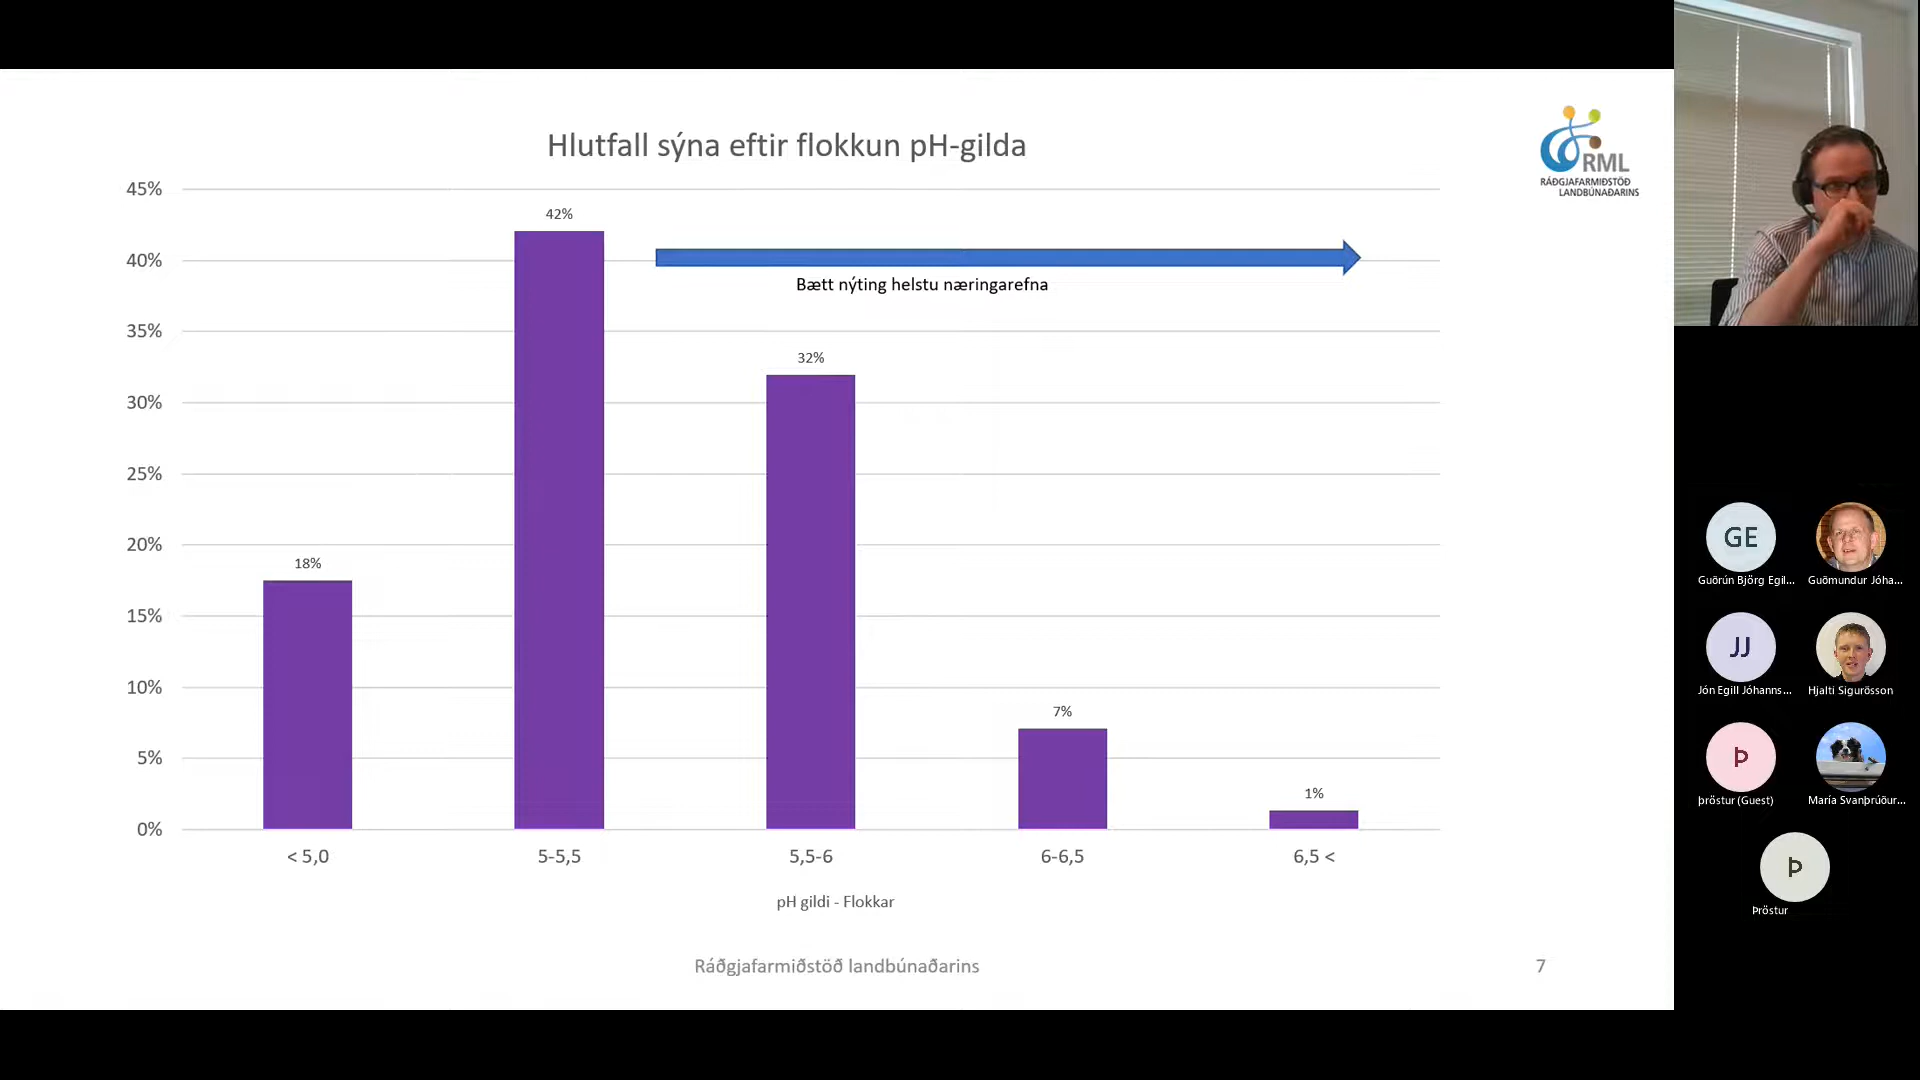 Hlutfall sýna eftir flokkun pH-gilda
RML
RÁÐGJAFARMIÐSTÖÐ
LANDBÚNAÐARINS
45%
40%
35%
30%
25%
20%
15%
10%
5%
0%
18%
42%
32%
7%
1%
Bætt nýting helstu næringarefna
< 5,0
5-5,5
5,5-6
6-6,5
6,5 <
pH gildi - Flokkar
Ráðgjafarmiðstöð landbúnaðarins
7
GE
Guðrún Björg Egil...
Guðmundur Jóha...
JJ
Jón Egill Jóhanns...
Hjalti Sigurðsson
Þ
þröstur (Guest)
María Svanþrúður...
Þ
Þröstur